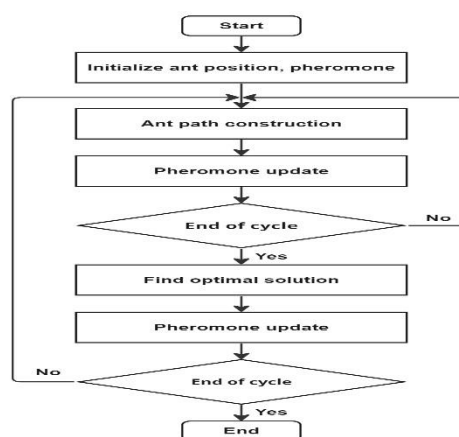 Start
Initialize ant position, pheromone
Ant path construction
Pheromone update
End of cycle
No
Yes
Find optimal solution
Pheromone update
No
End of cycle
Yes
End